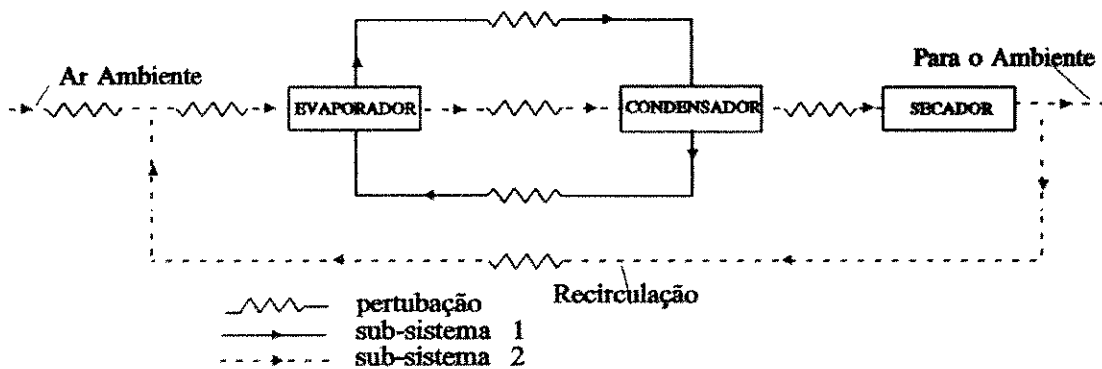 Ar Ambiente
Para o Ambiente
EVAPORADOR
CONDENSADOR
SECADOR
Recirculação
pertubação
sub-sistema 1
sub-sistema 2